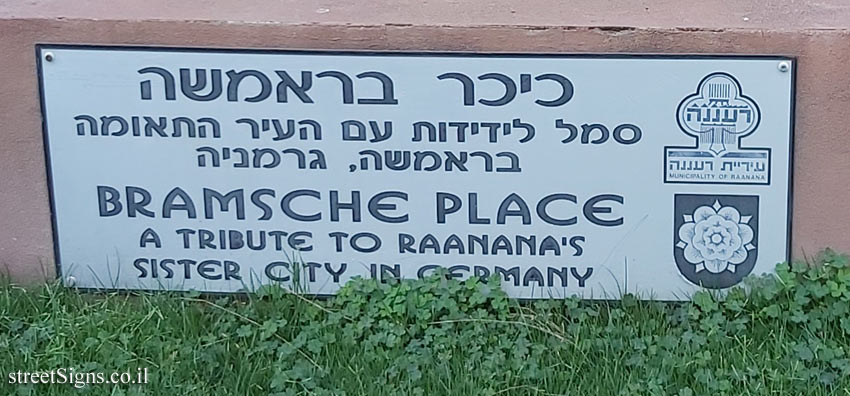 כיכר בראמשה
סמל לידידות עם העיר התאומה
בראמשה, גרמניה
BRAMSCHE PLACE
A TRIBUTE TO RAANANA'S
SISTER CITY IN GERMANY
רעננה
עיריית רעננה
MUNICIPALITY OF RAANANA
streetSigns.co.il